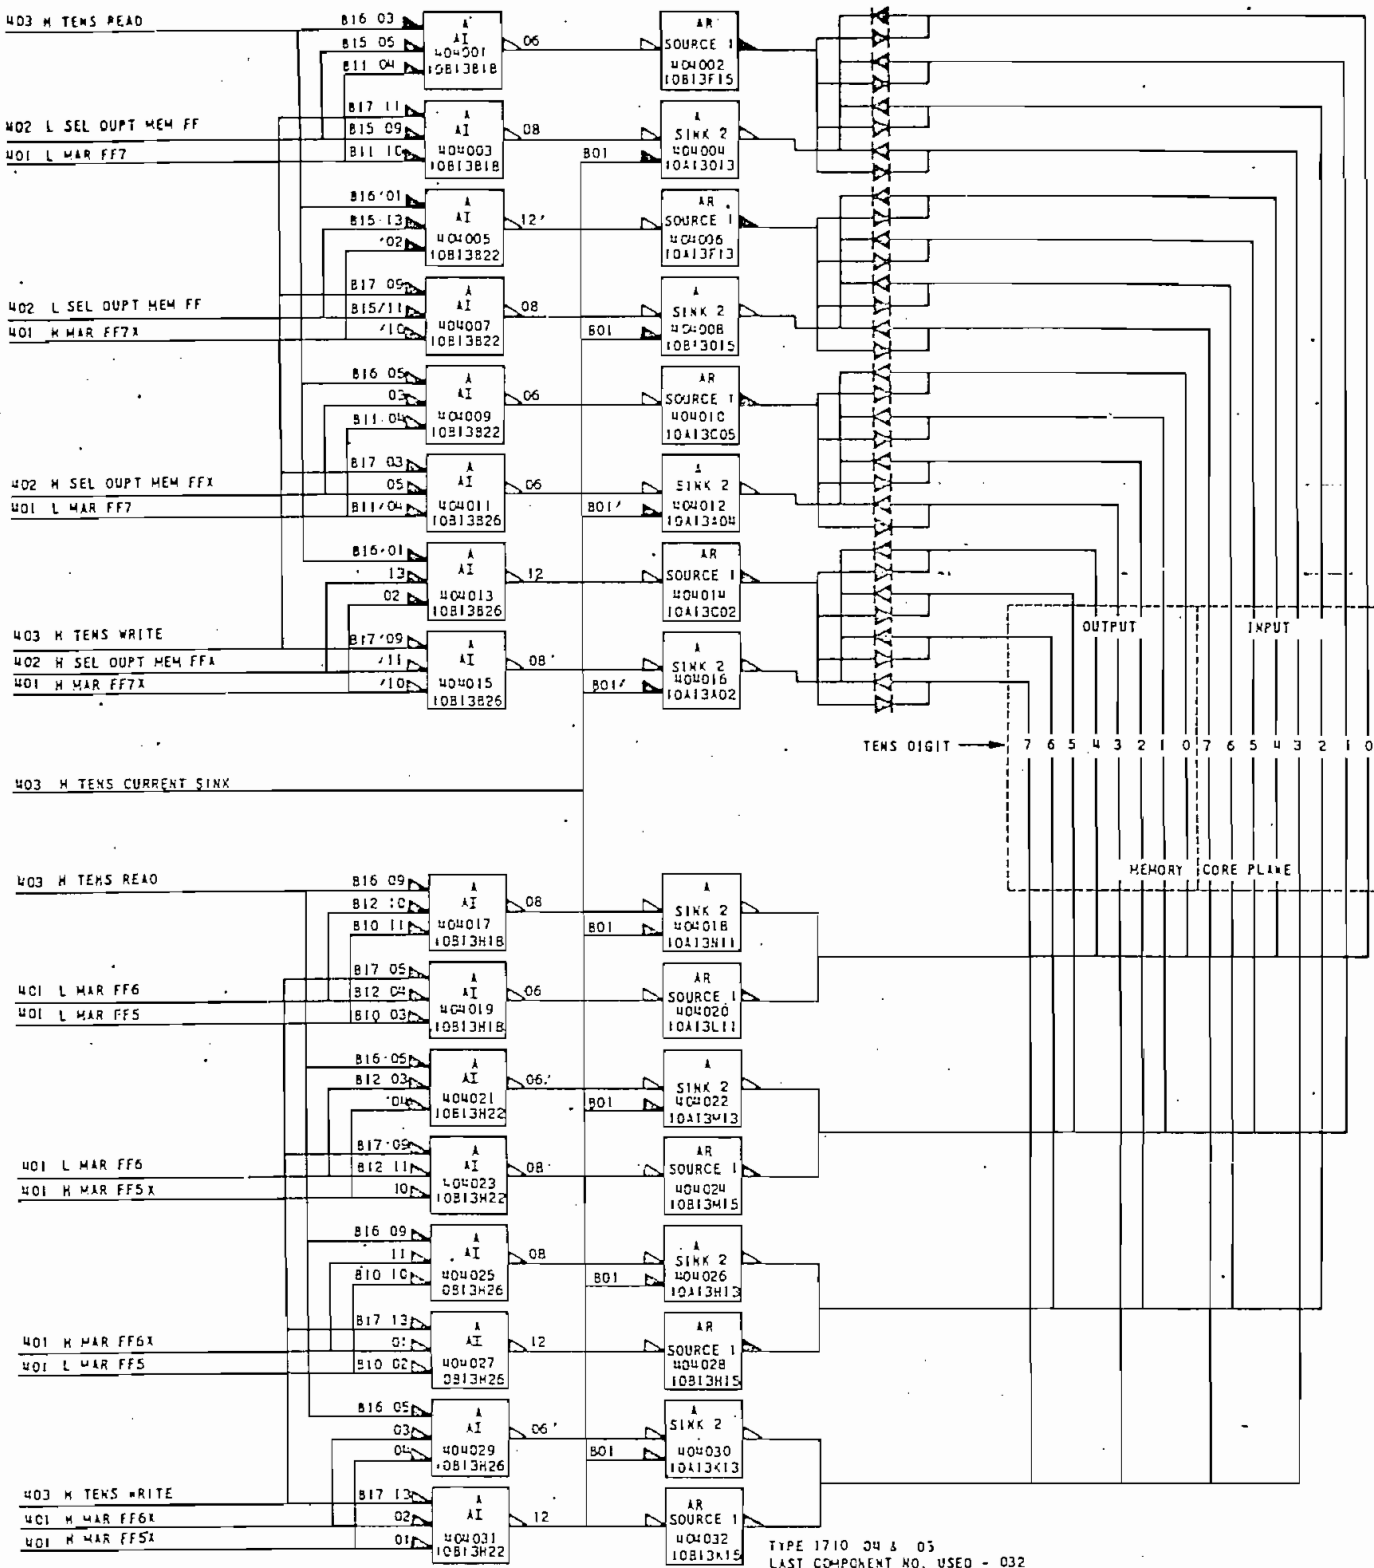 403 H TENS READ
B16 03
B15 05
B11 04
A
AI
404001
10B13B18
06
AR
SOURCE 1
404002
10B13F15
402 L SEL OUPT MEM FF
401 L MAR FF7
B17 11
B15 09
B11 10
A
AI
404003
10B13B18
08
B01
A
SINK 2
404004
10A13D13
B16 01
B15 13
02
A
AI
404005
10B13B22
12
AR
SOURCE 1
404006
10A13F13
402 L SEL OUPT MEM FF
401 H MAR FF7X
B17 09
B15/11
/10
A
AI
404007
10B13B22
08
B01
A
SINK 2
404008
10B13D15
B16 05
03
B11 04
A
AI
404009
10B13B22
06
AR
SOURCE 1
404010
10A13C05
402 H SEL OUPT MEM FFX
401 L MAR FF7
B17 03
05
B11/04
A
AI
404011
10B13B26
06
B01/
A
SINK 2
404012
10A13A04
B16/01
13
02
A
AI
404013
10B13B26
12
AR
SOURCE 1
404014
10A13C02
403 H TENS WRITE
402 H SEL OUPT MEM FFX
401 H MAR FF7X
B17/09
/11
/10
A
AI
404015
10B13B26
08
B01/
A
SINK 2
404016
10A13A02
OUTPUT INPUT
TENS DIGIT
7 6 5 4 3 2 1 0 7 6 5 4 3 2 1 0
MEMORY CORE PLANE
403 H TENS CURRENT SINK
403 H TENS READ
B16 09
B12 10
B10 11
A
AI
404017
10B13H18
08
B01
A
SINK 2
404018
10A13N11
401 L MAR FF6
401 L MAR FF5
B17 05
B12 04
B10 03
A
AI
404019
10B13H18
06
AR
SOURCE 1
404020
10A13L11
B16 05
B12 03
04
A
AI
404021
10B13H22
06
B01
A
SINK 2
404022
10A13M13
401 L MAR FF6
401 H MAR FF5X
B17 09
B12 11
10
A
AI
404023
10B13H22
08
AR
SOURCE 1
404024
10B13M15
B16 09
11
B10 10
A
AI
404025
10B13H26
08
B01
A
SINK 2
404026
10A13H13
401 H MAR FF6X
401 L MAR FF5
B17 13
01
B10 02
A
AI
404027
10B13H26
12
AR
SOURCE 1
404028
10B13H15
B16 05
03
04
A
AI
404029
10B13H26
06
B01
A
SINK 2
404030
10A13K13
403 H TENS WRITE
401 H MAR FF6X
401 H MAR FF5X
B17 13
02
01
A
AI
404031
10B13H22
12
AR
SOURCE 1
404032
10B13K15
TYPE 1710 04 & 05
LAST COMPONENT NO. USED - 032